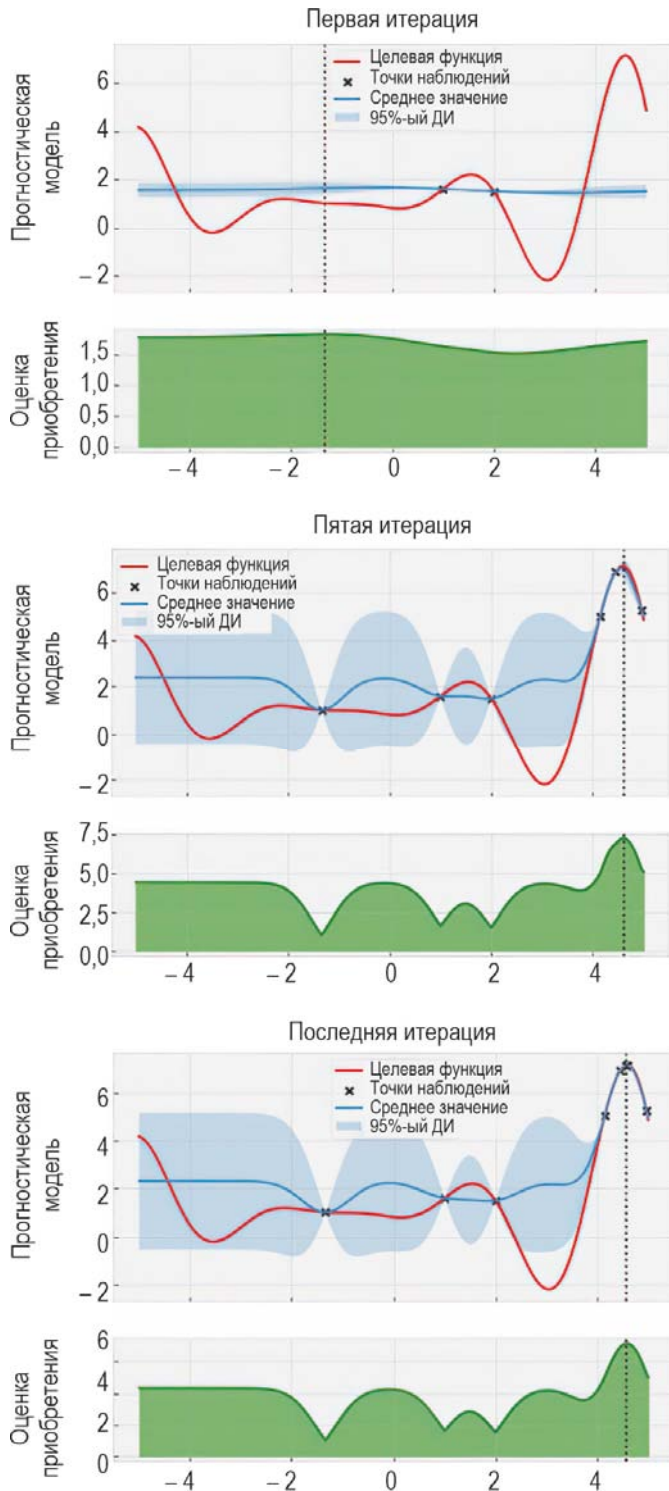 Первая итерация
Прогностическая
модель
6
4
2
0
– 2
Целевая функция
Точки наблюдений
Среднее значение
95%-ый ДИ
Оценка
приобретения
1,5
1,0
0,5
0,0
– 4
– 2
0
2
4
Пятая итерация
Прогностическая
модель
6
4
2
0
– 2
Целевая функция
Точки наблюдений
Среднее значение
95%-ый ДИ
Оценка
приобретения
7,5
5,0
2,5
0,0
– 4
– 2
0
2
4
Последняя итерация
Прогностическая
модель
6
4
2
0
– 2
Целевая функция
Точки наблюдений
Среднее значение
95%-ый ДИ
Оценка
приобретения
6
4
2
0
– 4
– 2
0
2
4